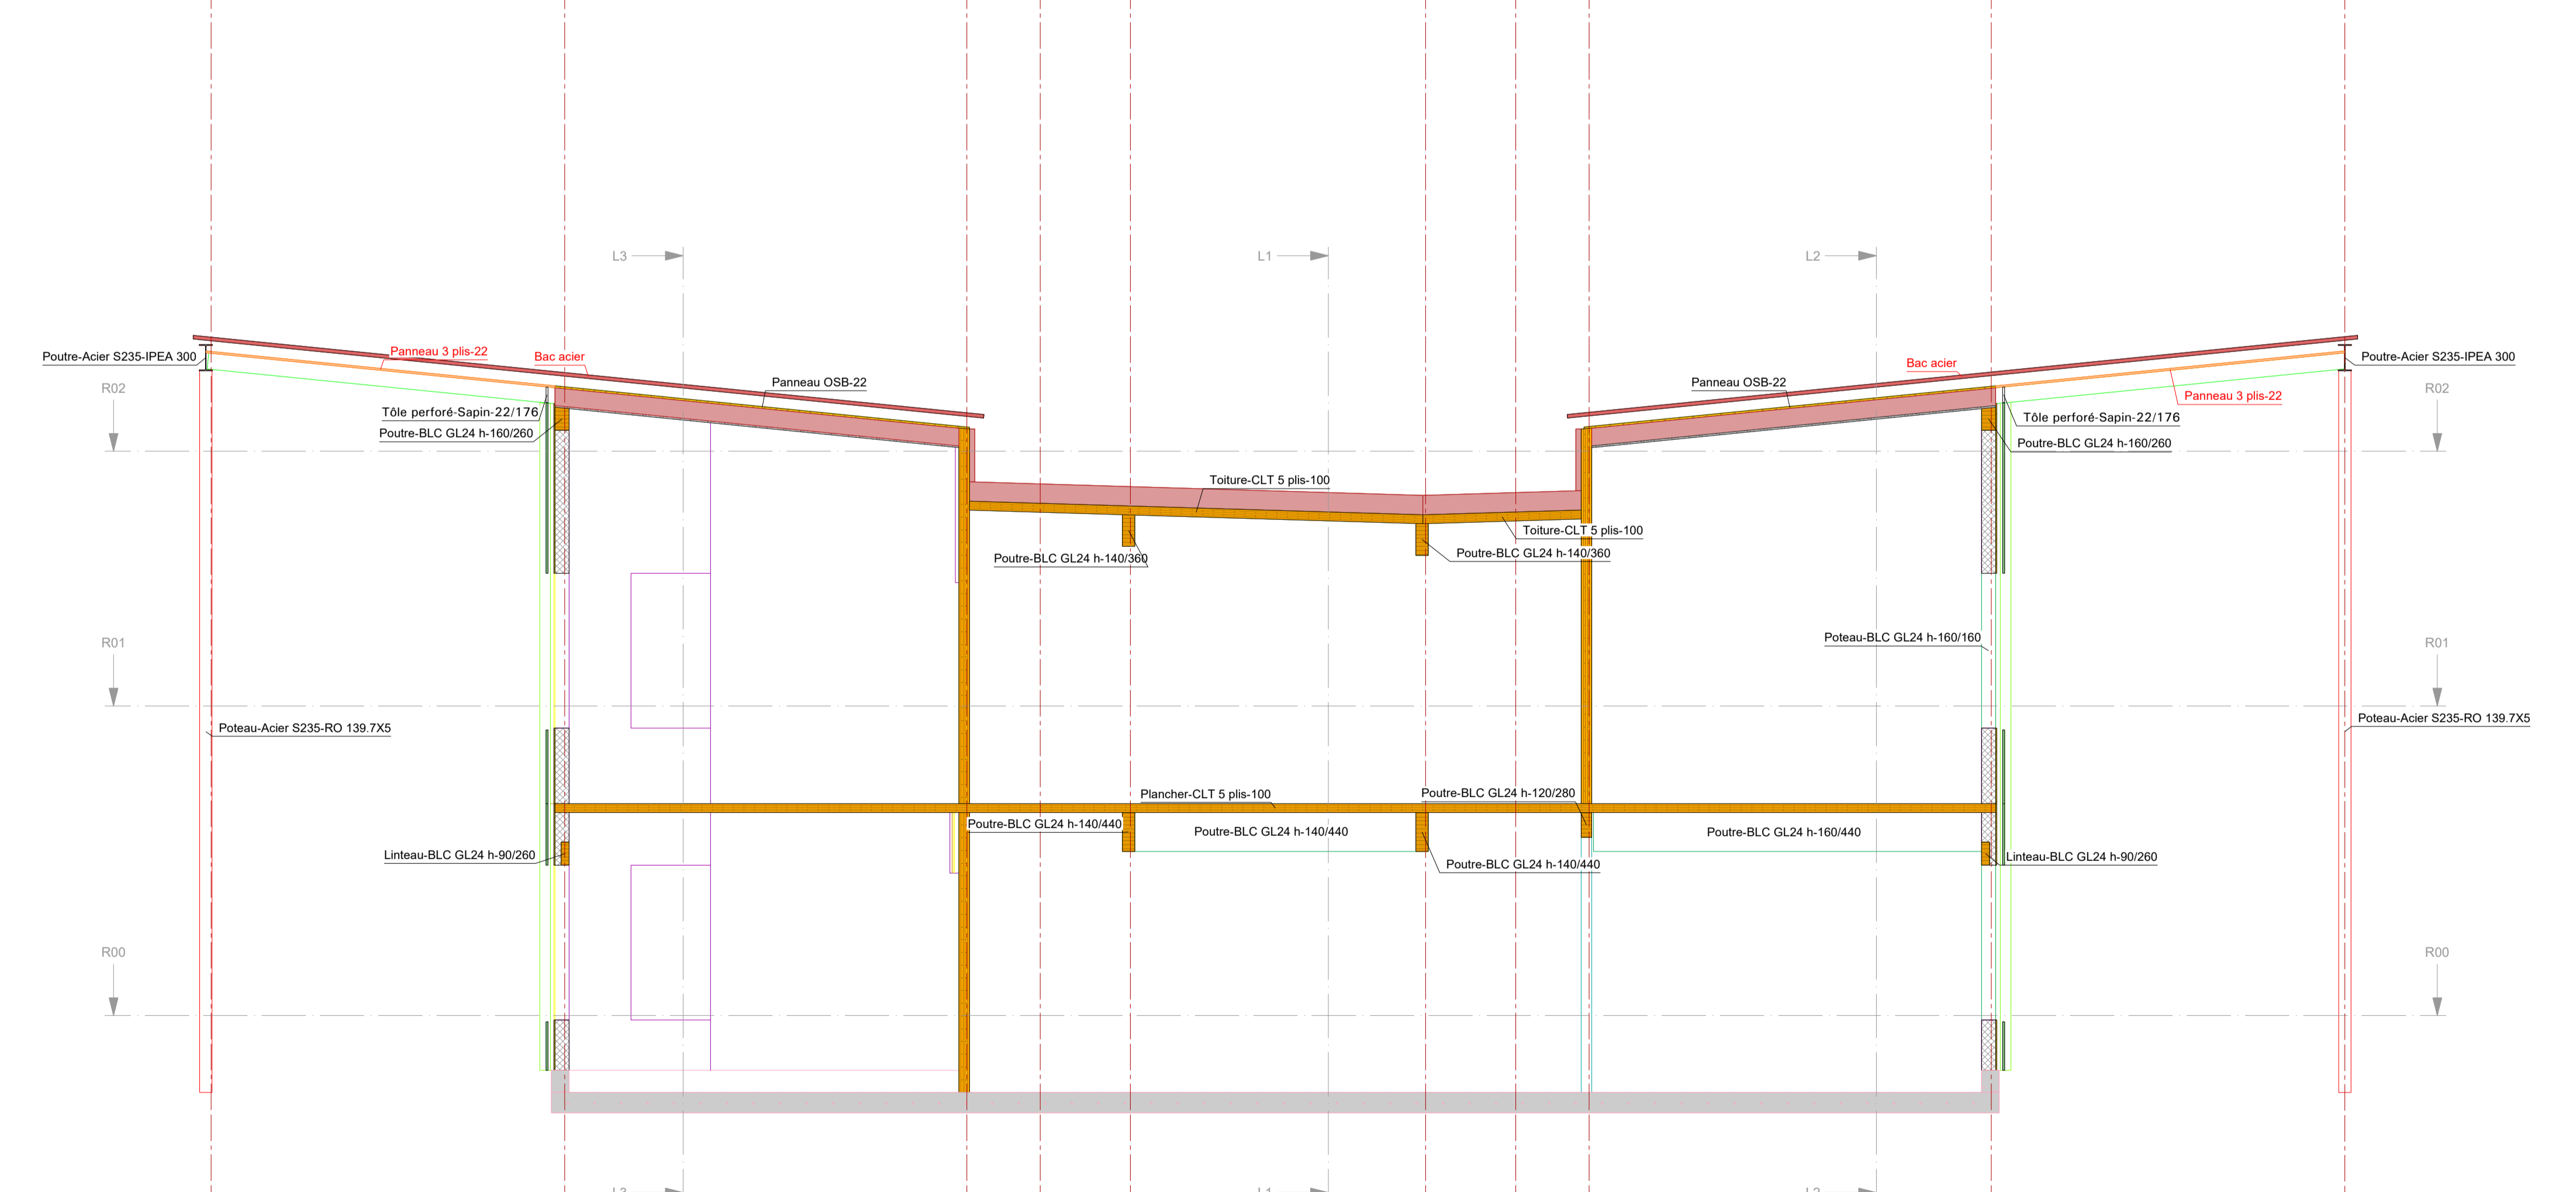 L3
L1
L2
Poutre-Acier S235-IPEA 300
Panneau 3 plis-22
Bac acier
Panneau OSB-22
Panneau OSB-22
Bac acier
Poutre-Acier S235-IPEA 300
R02
Tôle perforé-Sapin-22/176
Poutre-BLC GL24 h-160/260
Panneau 3 plis-22
Tôle perforé-Sapin-22/176
Poutre-BLC GL24 h-160/260
R02
Toiture-CLT 5 plis-100
Toiture-CLT 5 plis-100
Poutre-BLC GL24 h-140/360
Poutre-BLC GL24 h-140/360
R01
Poteau-BLC GL24 h-160/160
R01
Poteau-Acier S235-RO 139.7X5
Poteau-Acier S235-RO 139.7X5
Plancher-CLT 5 plis-100
Poutre-BLC GL24 h-120/280
Poutre-BLC GL24 h-140/440
Poutre-BLC GL24 h-140/440
Poutre-BLC GL24 h-160/440
Linteau-BLC GL24 h-90/260
Poutre-BLC GL24 h-140/440
Linteau-BLC GL24 h-90/260
R00
R00
L3
L1
L2